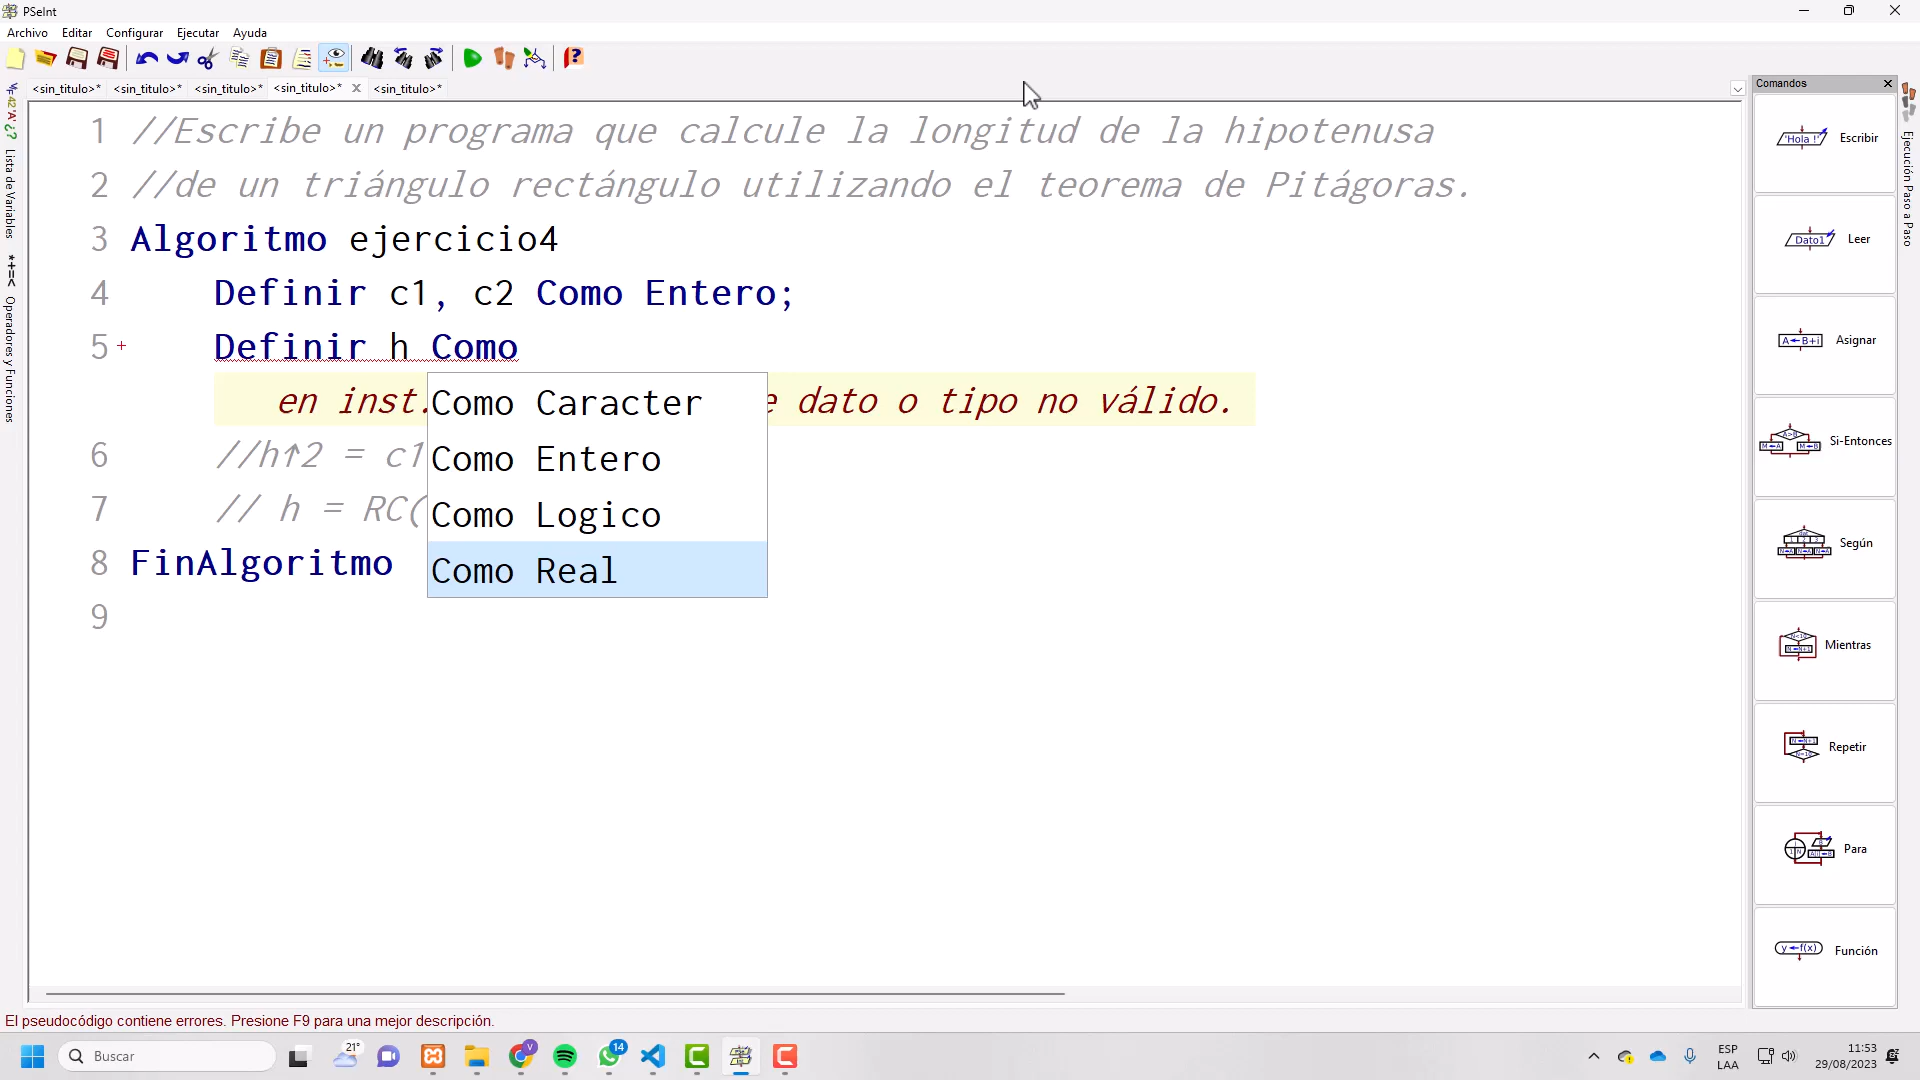 PSeInt
Archivo Editar Configurar Ejecutar Ayuda
<sin_titulo>* <sin_titulo>* <sin_titulo>* <sin_titulo>* <sin_titulo>*
1 //Escribe un programa que calcule la longitud de la hipotenusa
2 //de un triángulo rectángulo utilizando el teorema de Pitágoras.
3 Algoritmo ejercicio4
4 Definir c1, c2 Como Entero;
5 Definir h Como
en inst. e dato o tipo no válido.
6 //h↑2 = c1
7 // h = RC(
8 FinAlgoritmo
9
Como Caracter
Como Entero
Como Logico
Como Real
Lista de Variables
*+=< Operadores y Funciones
Comandos
'Hola !' Escribir
Dato1 Leer
A←B+i Asignar
Si-Entonces
Según
Mientras
Repetir
Para
y←f(x) Función
Ejecución Paso a Paso
El pseudocódigo contiene errores. Presione F9 para una mejor descripción.
Buscar
21°
V
14
ESP
LAA
11:53
29/08/2023